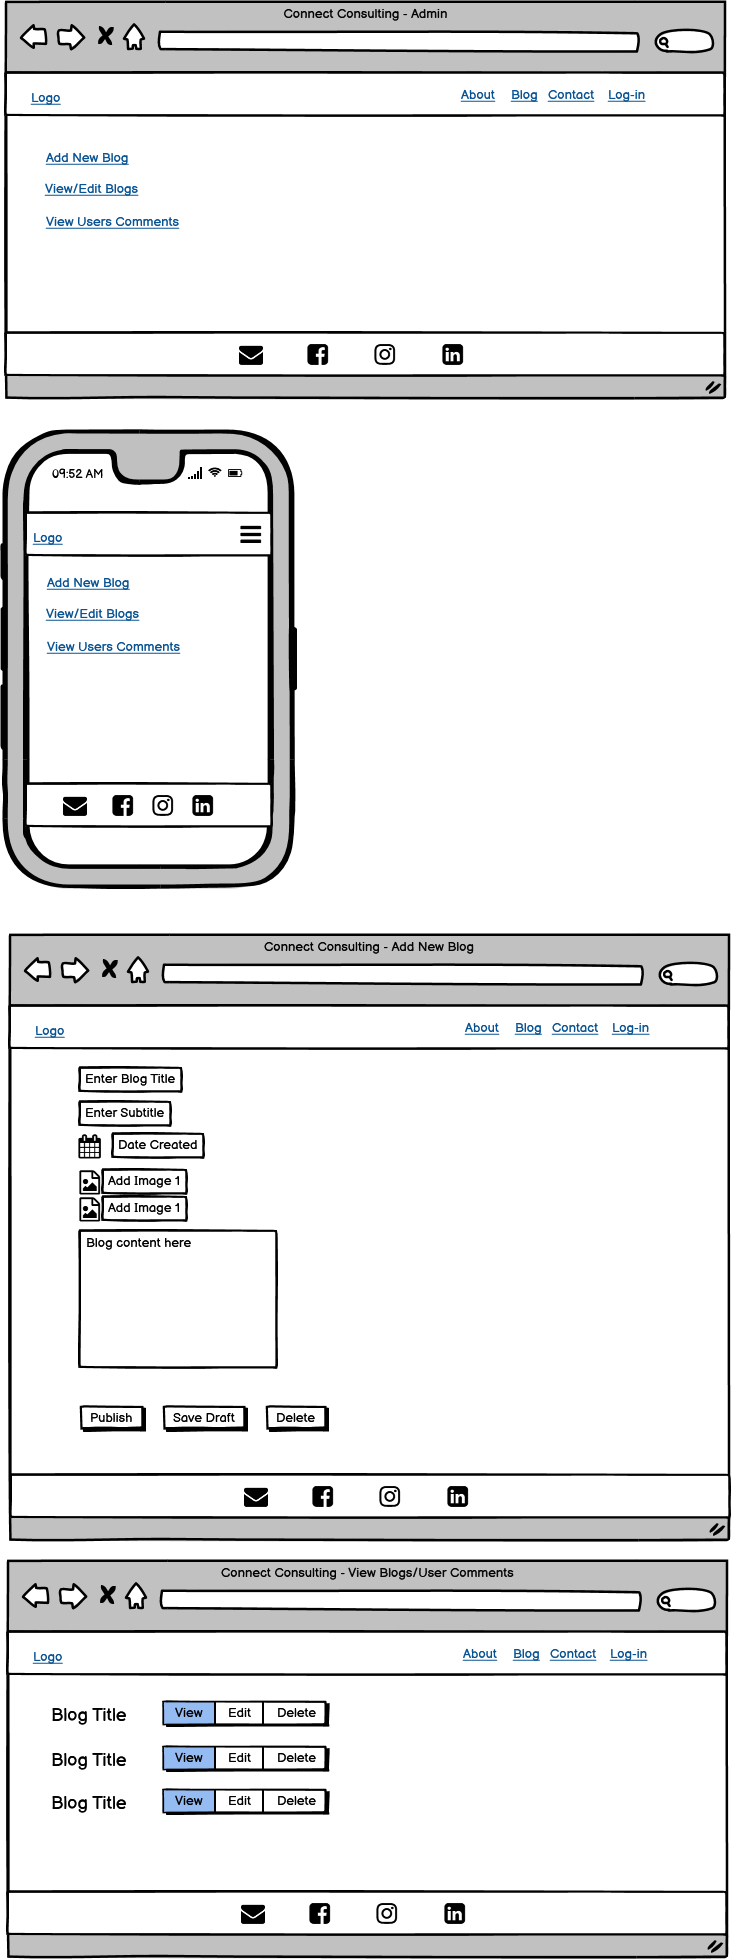 Connect Consulting - Admin
Logo About Blog Contact Log-in
Add New Blog
View/Edit Blogs
View Users Comments
09:52 AM
Logo
Add New Blog
View/Edit Blogs
View Users Comments
Connect Consulting - Add New Blog
Logo About Blog Contact Log-in
Enter Blog Title
Enter Subtitle
Date Created
Add Image 1
Add Image 1
Blog content here
Publish Save Draft Delete
Connect Consulting - View Blogs/User Comments
Logo About Blog Contact Log-in
Blog Title View Edit Delete
Blog Title View Edit Delete
Blog Title View Edit Delete